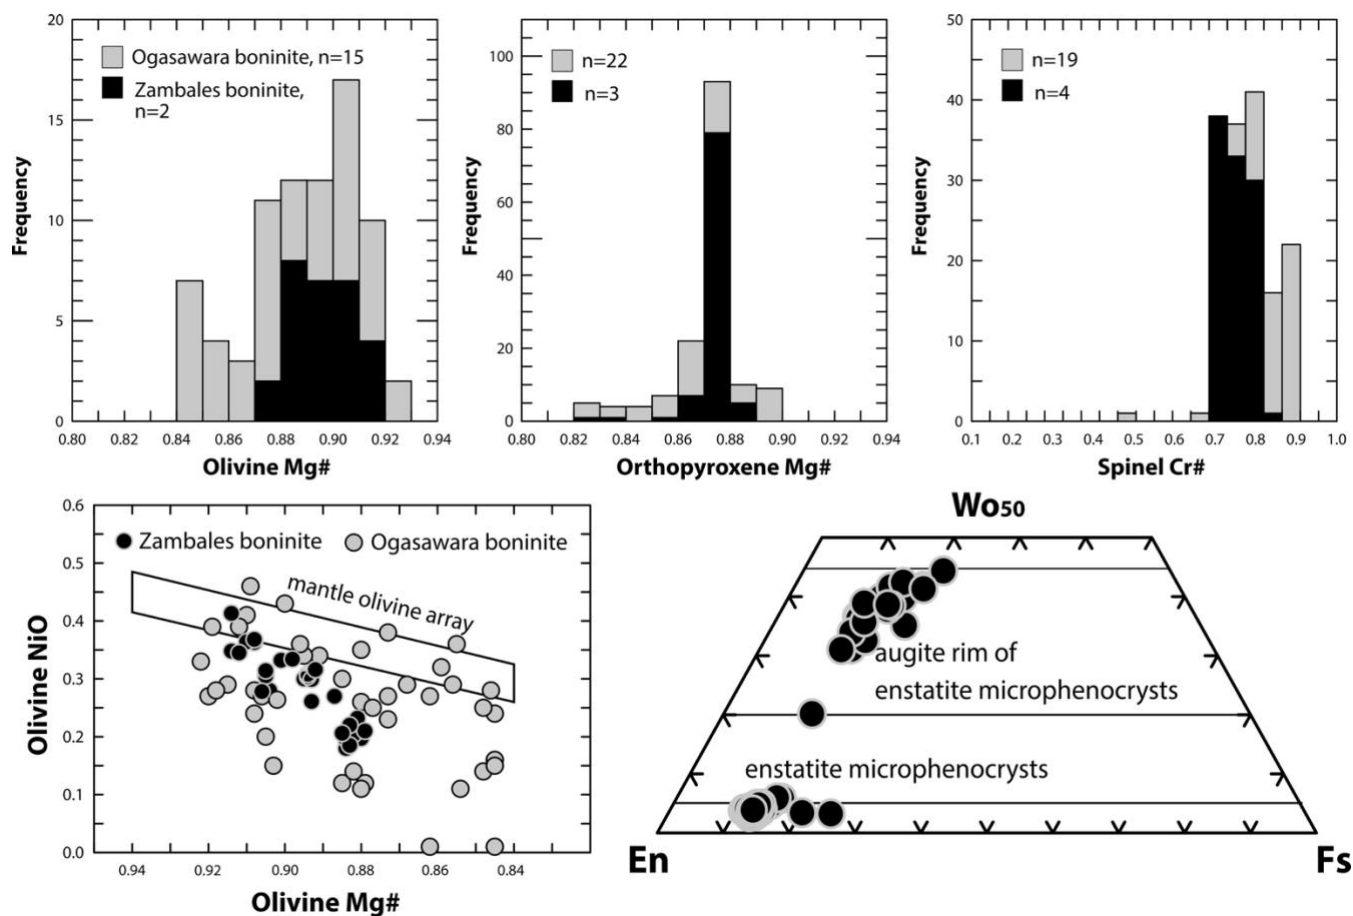 20
15
10
5
0
Frequency
Ogasawara boninite, n=15
Zambales boninite,
n=2
0.80
0.82
0.84
0.86
0.88
0.90
0.92
0.94
Olivine Mg#
100
80
60
40
20
0
Frequency
n=22
n=3
0.80
0.82
0.84
0.86
0.88
0.90
0.92
0.94
Orthopyroxene Mg#
50
40
30
20
10
0
Frequency
n=19
n=4
0.1
0.2
0.3
0.4
0.5
0.6
0.7
0.8
0.9
1.0
Spinel Cr#
0.6
0.5
0.4
0.3
0.2
0.1
0.0
Olivine NiO
Zambales boninite
Ogasawara boninite
mantle olivine array
0.94
0.92
0.90
0.88
0.86
0.84
Olivine Mg#
Wo50
augite rim of
enstatite microphenocrysts
enstatite microphenocrysts
En
Fs